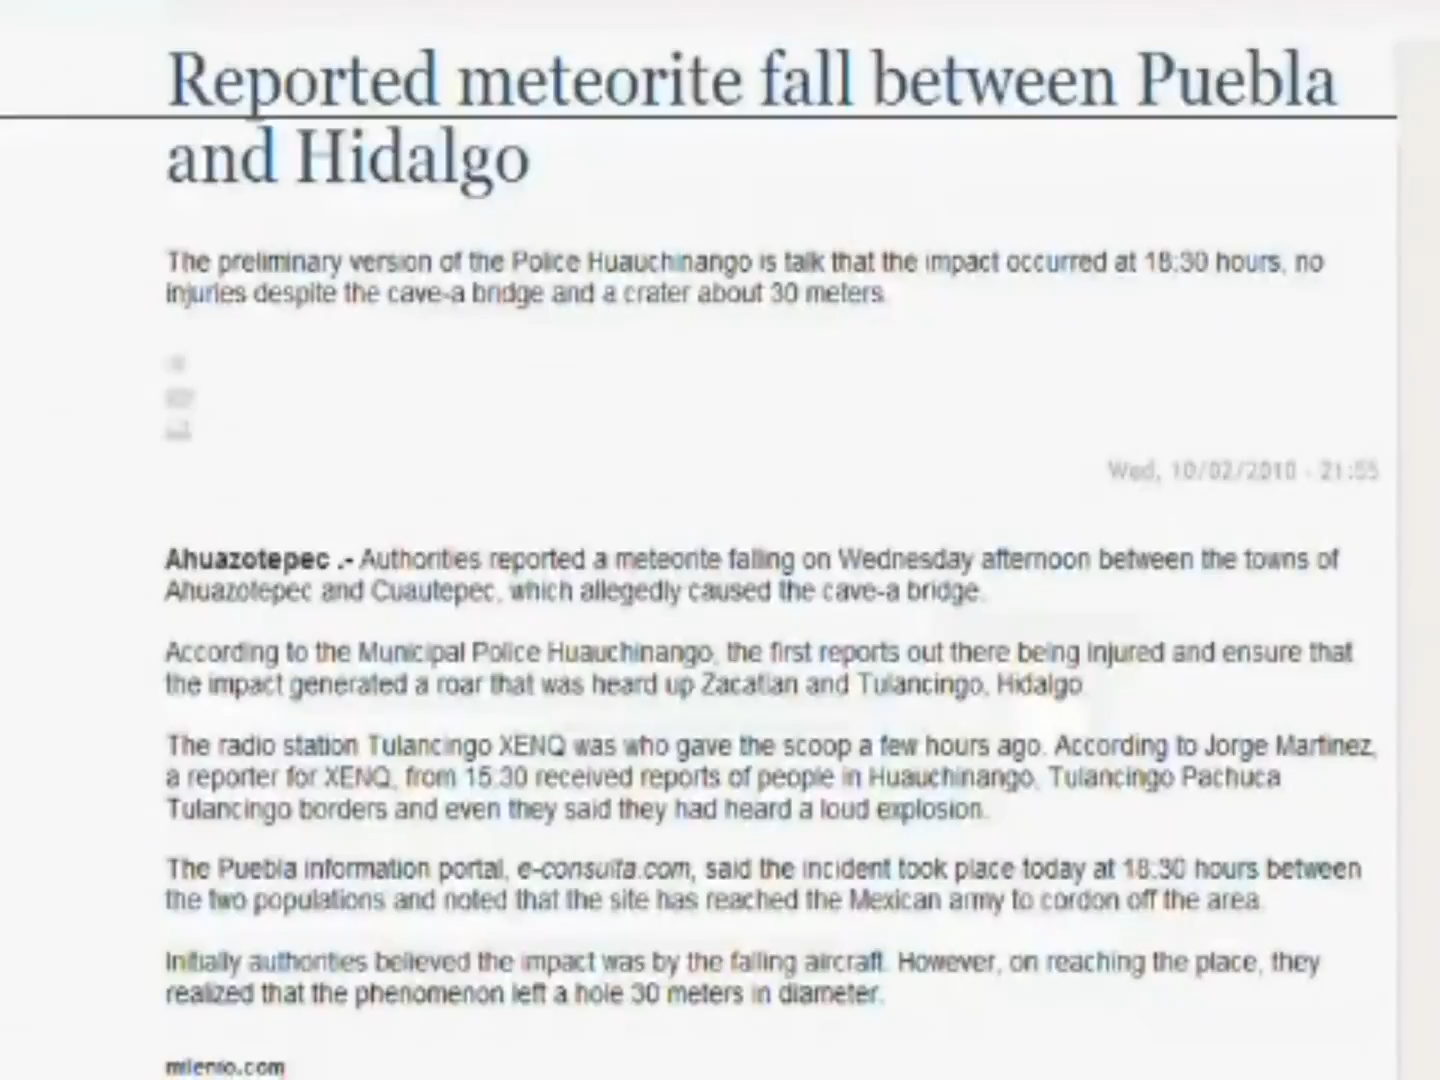 Reported meteorite fall between Puebla
and Hidalgo
The preliminary version of the Police Huauchinango is talk that the impact occurred at 18:30 hours, no
injuries despite the cave-a bridge and a crater about 30 meters.
Wed, 10/02/2010 - 21:55
Ahuazotepec .- Authorities reported a meteorite falling on Wednesday afternoon between the towns of
Ahuazotepec and Cuautepec, which allegedly caused the cave-a bridge.
According to the Municipal Police Huauchinango, the first reports out there being injured and ensure that
the impact generated a roar that was heard up Zacatlan and Tulancingo, Hidalgo
The radio station Tulancingo XENQ was who gave the scoop a few hours ago. According to Jorge Martinez,
a reporter for XENQ, from 15:30 received reports of people in Huauchinango, Tulancingo Pachuca
Tulancingo borders and even they said they had heard a loud explosion.
The Puebla information portal, e-consulta.com, said the incident took place today at 18:30 hours between
the two populations and noted that the site has reached the Mexican army to cordon off the area.
Initially authorities believed the impact was by the falling aircraft. However, on reaching the place, they
realized that the phenomenon left a hole 30 meters in diameter.
milenio.com